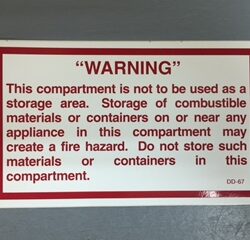 “WARNING”
This compartment is not to be used as a
storage area. Storage of combustible
materials or containers on or near any
appliance in this compartment may
create a fire hazard. Do not store such
materials or containers in this
compartment.
DD-67